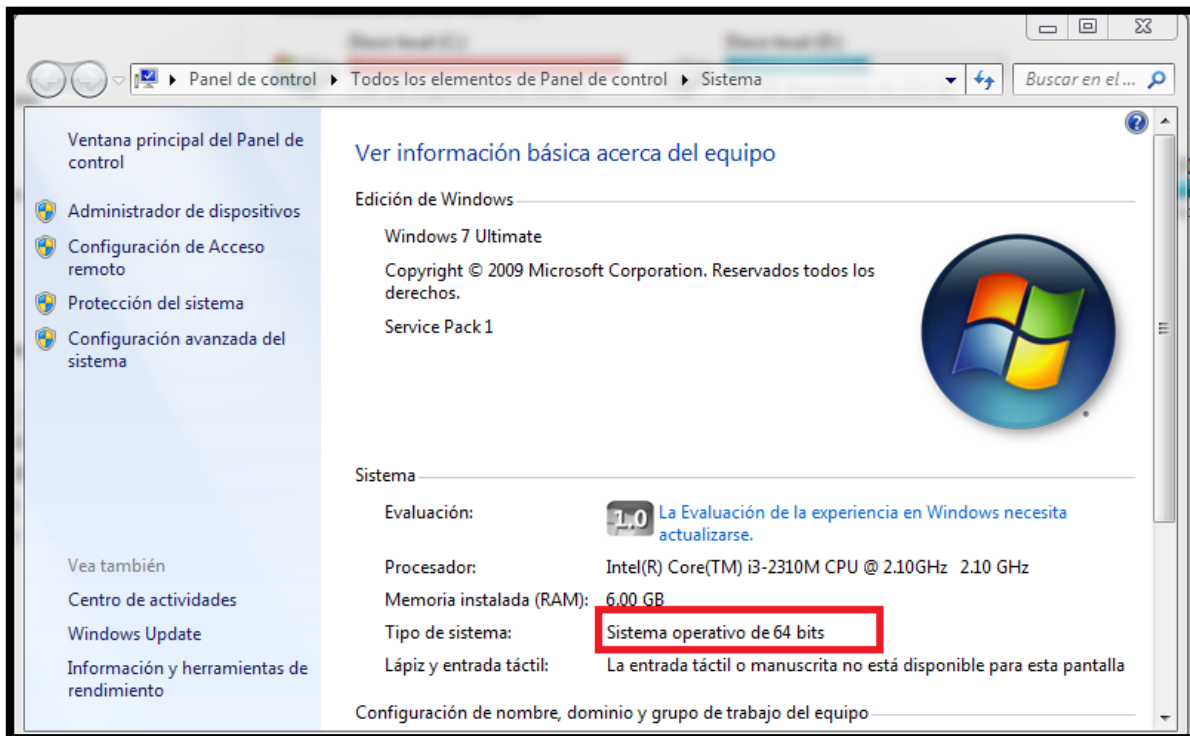 Panel de control ▸ Todos los elementos de Panel de control ▸ Sistema
Buscar en el ...
Ventana principal del Panel de
control
Administrador de dispositivos
Configuración de Acceso
remoto
Protección del sistema
Configuración avanzada del
sistema
Vea también
Centro de actividades
Windows Update
Información y herramientas de
rendimiento
Ver información básica acerca del equipo
Edición de Windows
Windows 7 Ultimate
Copyright © 2009 Microsoft Corporation. Reservados todos los
derechos.
Service Pack 1
Sistema
Evaluación: 1,0 La Evaluación de la experiencia en Windows necesita
actualizarse.
Procesador: Intel(R) Core(TM) i3-2310M CPU @ 2.10GHz 2.10 GHz
Memoria instalada (RAM): 6,00 GB
Tipo de sistema: Sistema operativo de 64 bits
Lápiz y entrada táctil: La entrada táctil o manuscrita no está disponible para esta pantalla
Configuración de nombre, dominio y grupo de trabajo del equipo